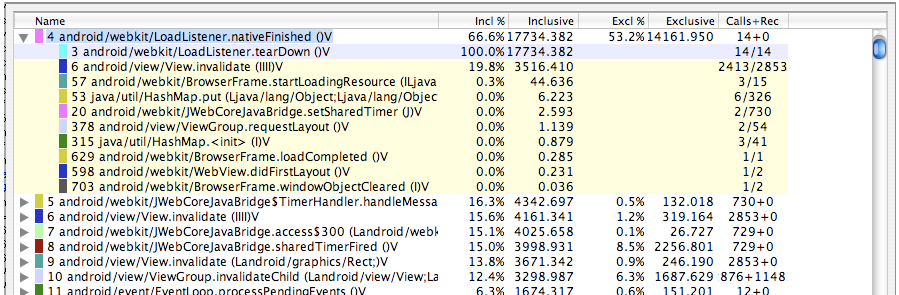 Name Incl % Inclusive Excl % Exclusive Calls+Rec
4 android/webkit/LoadListener.nativeFinished ()V 66.6% 17734.382 53.2% 14161.950 14+0
3 android/webkit/LoadListener.tearDown ()V 100.0% 17734.382 14/14
6 android/view/View.invalidate (IIII)V 19.8% 3516.410 2413/2853
57 android/webkit/BrowserFrame.startLoadingResource (ILjava 0.3% 44.636 3/15
53 java/util/HashMap.put (Ljava/lang/Object;Ljava/lang/Objec 0.0% 6.223 6/326
20 android/webkit/JWebCoreJavaBridge.setSharedTimer (J)V 0.0% 2.593 2/730
378 android/view/ViewGroup.requestLayout ()V 0.0% 1.139 2/54
315 java/util/HashMap.<init> (I)V 0.0% 0.879 3/41
629 android/webkit/BrowserFrame.loadCompleted ()V 0.0% 0.285 1/1
598 android/webkit/WebView.didFirstLayout ()V 0.0% 0.231 1/2
703 android/webkit/BrowserFrame.windowObjectCleared (I)V 0.0% 0.036 1/2
5 android/webkit/JWebCoreJavaBridge$TimerHandler.handleMessa 16.3% 4342.697 0.5% 132.018 730+0
6 android/view/View.invalidate (IIII)V 15.6% 4161.341 1.2% 319.164 2853+0
7 android/webkit/JWebCoreJavaBridge.access$300 (Landroid/webk 15.1% 4025.658 0.1% 26.727 729+0
8 android/webkit/JWebCoreJavaBridge.sharedTimerFired ()V 15.0% 3998.931 8.5% 2256.801 729+0
9 android/view/View.invalidate (Landroid/graphics/Rect;)V 13.8% 3671.342 0.9% 246.190 2853+0
10 android/view/ViewGroup.invalidateChild (Landroid/view/View;La 12.4% 3298.987 6.3% 1687.629 876+1148
11 android/event/EventLoop.processPendingEvents ()V 6.3% 1674.317 0.6% 151.201 12+0